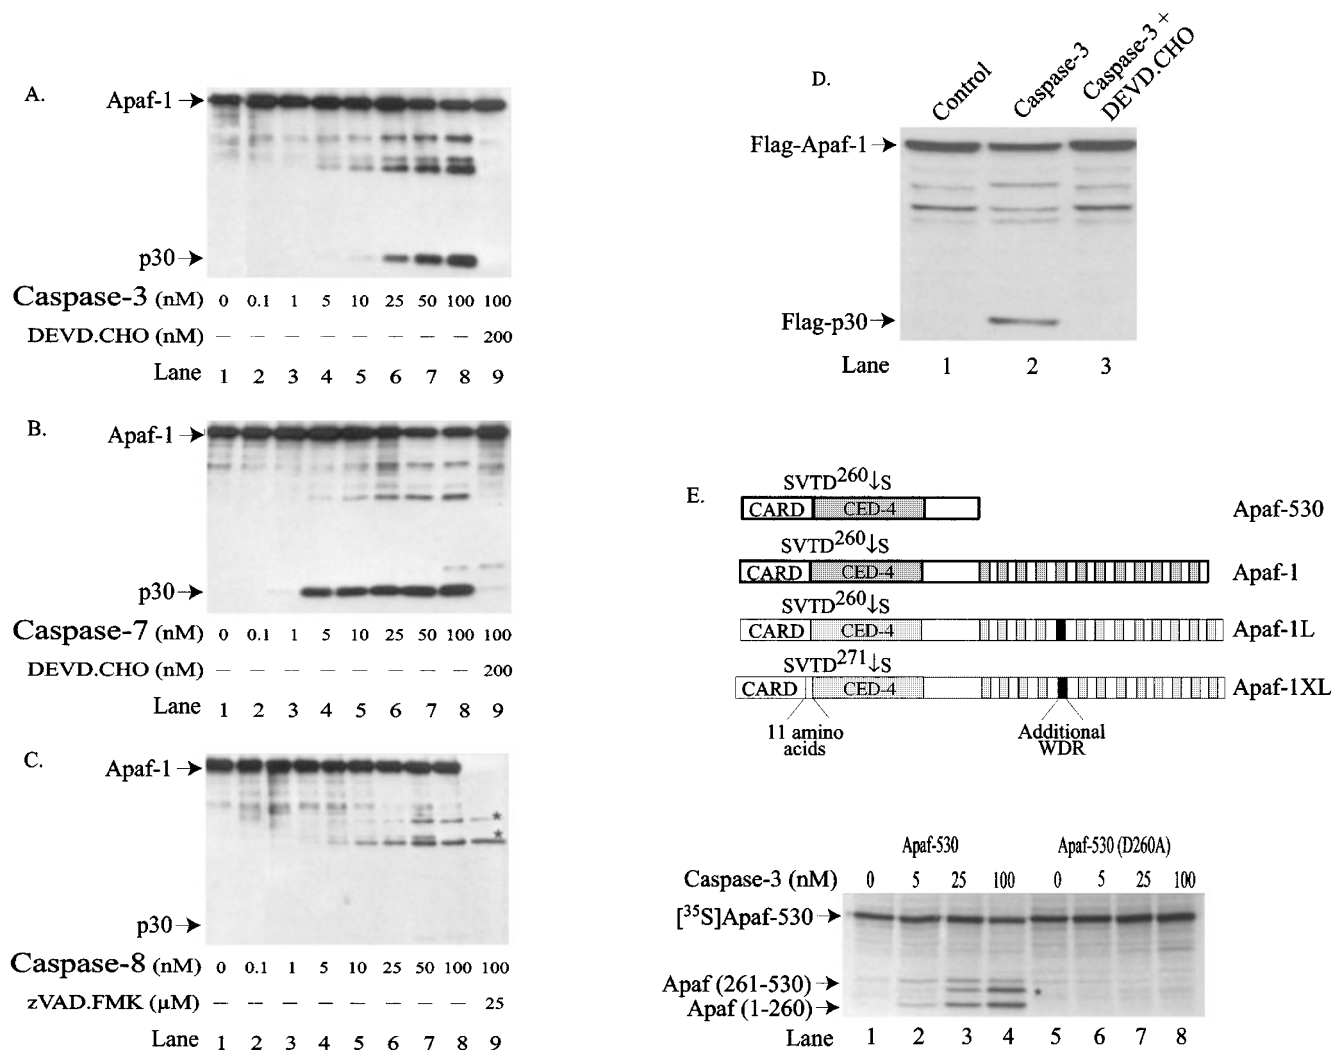 A.
Apaf-1
p30
Caspase-3 (nM) 0 0.1 1 5 10 25 50 100 100
DEVD.CHO (nM) – – – – – – – – 200
Lane 1 2 3 4 5 6 7 8 9
B.
Apaf-1
p30
Caspase-7 (nM) 0 0.1 1 5 10 25 50 100 100
DEVD.CHO (nM) – – – – – – – – 200
Lane 1 2 3 4 5 6 7 8 9
C.
Apaf-1
*
*
p30
Caspase-8 (nM) 0 0.1 1 5 10 25 50 100 100
zVAD.FMK (µM) – – – – – – – – 25
Lane 1 2 3 4 5 6 7 8 9
D.
Control
Caspase-3
Caspase-3 +
DEVD.CHO
Flag-Apaf-1
Flag-p30
Lane 1 2 3
E.
SVTD260↓S
CARD CED-4 Apaf-530
SVTD260↓S
CARD CED-4 Apaf-1
SVTD260↓S
CARD CED-4 Apaf-1L
SVTD271↓S
CARD CED-4 Apaf-1XL
11 amino
acids
Additional
WDR
Apaf-530 Apaf-530 (D260A)
Caspase-3 (nM) 0 5 25 100 0 5 25 100
[35S]Apaf-530
Apaf (261-530)
*
Apaf (1-260)
Lane 1 2 3 4 5 6 7 8